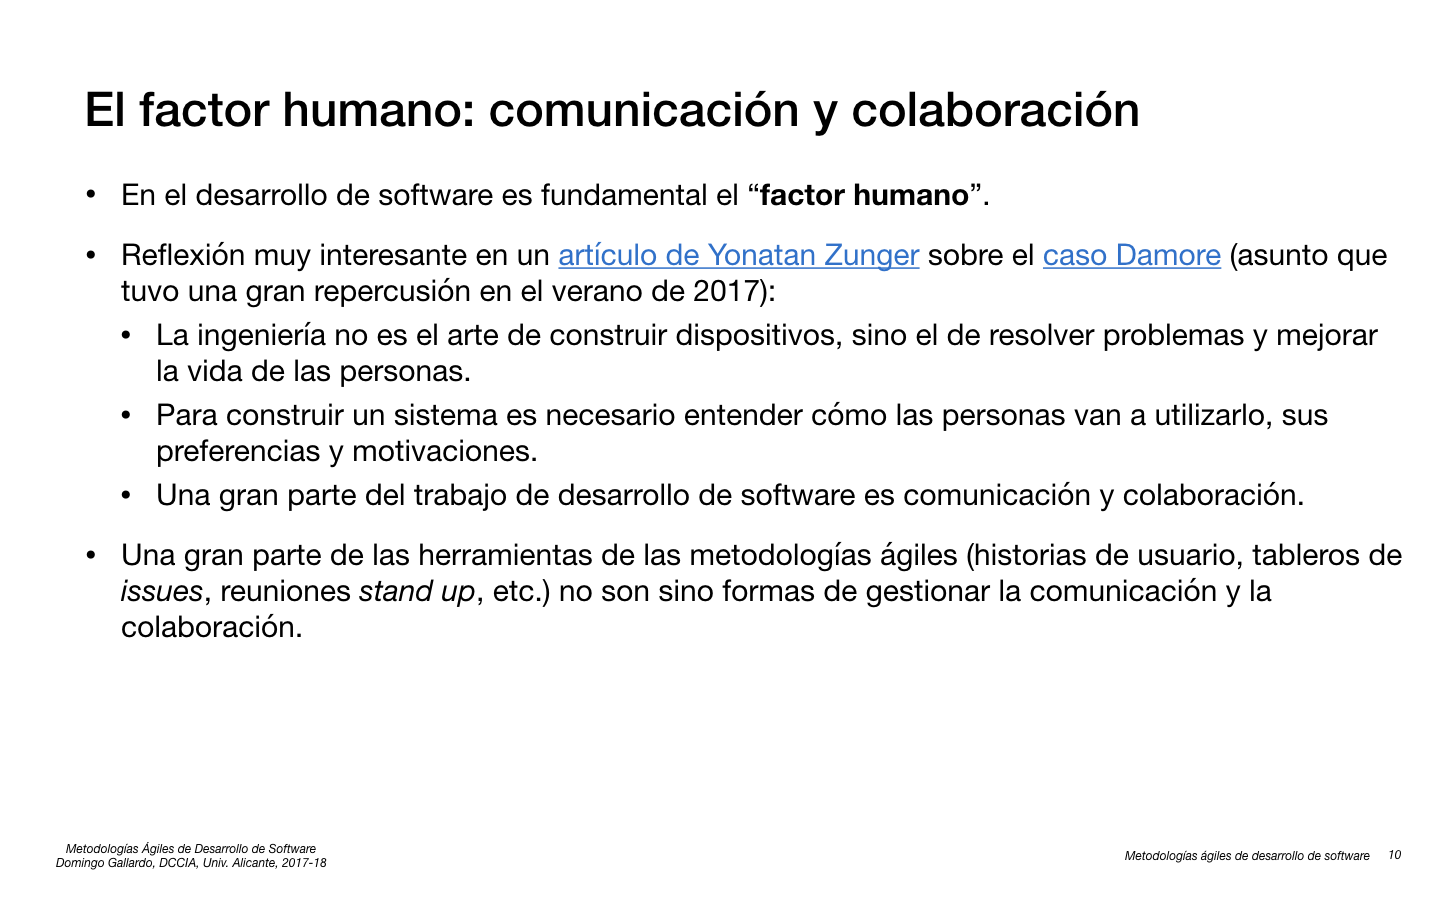 El factor humano: comunicación y colaboración
• En el desarrollo de software es fundamental el “factor humano”.
• Reflexión muy interesante en un artículo de Yonatan Zunger sobre el caso Damore (asunto que
tuvo una gran repercusión en el verano de 2017):
• La ingeniería no es el arte de construir dispositivos, sino el de resolver problemas y mejorar
la vida de las personas.
• Para construir un sistema es necesario entender cómo las personas van a utilizarlo, sus
preferencias y motivaciones.
• Una gran parte del trabajo de desarrollo de software es comunicación y colaboración.
• Una gran parte de las herramientas de las metodologías ágiles (historias de usuario, tableros de
issues, reuniones stand up, etc.) no son sino formas de gestionar la comunicación y la
colaboración.
Metodologías Ágiles de Desarrollo de Software
Domingo Gallardo, DCCIA, Univ. Alicante, 2017-18
Metodologías ágiles de desarrollo de software 10